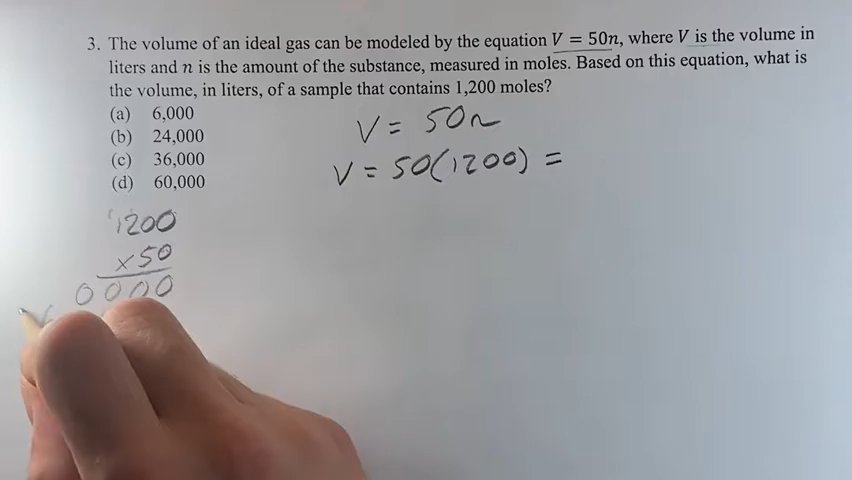 3. The volume of an ideal gas can be modeled by the equation V = 50n, where V is the volume in
liters and n is the amount of the substance, measured in moles. Based on this equation, what is
the volume, in liters, of a sample that contains 1,200 moles?
(a) 6,000
(b) 24,000
(c) 36,000
(d) 60,000
V = 50n
V = 50(1200) =
1200
x50
0000